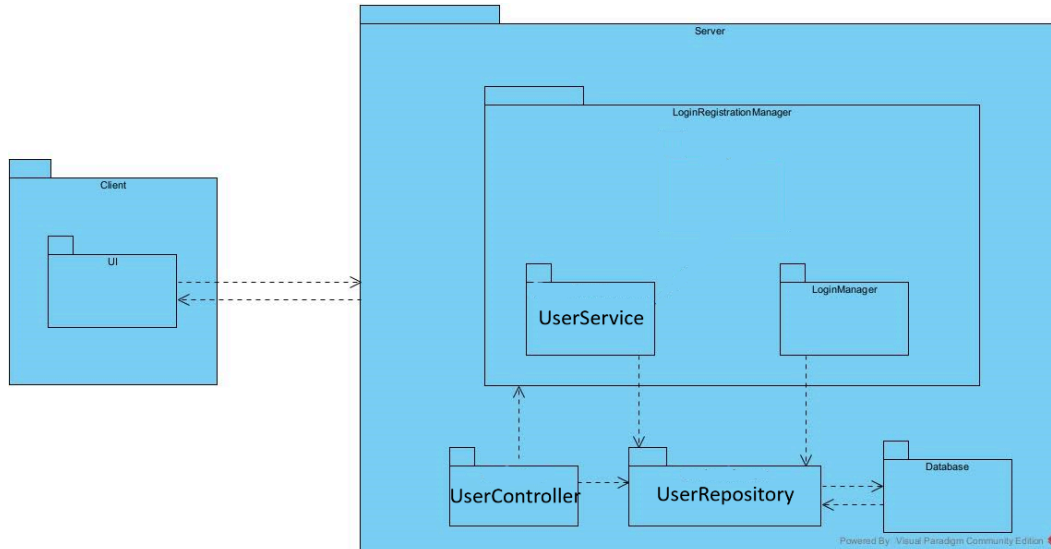 Server
LoginRegistrationManager
Client
UI
UserService
LoginManager
UserController
UserRepository
Database
Powered By Visual Paradigm Community Edition